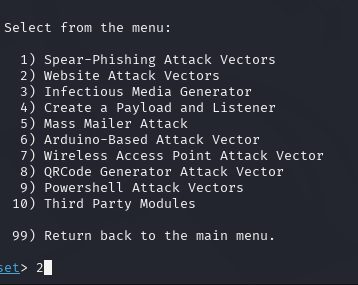 Select from the menu:
1) Spear-Phishing Attack Vectors
2) Website Attack Vectors
3) Infectious Media Generator
4) Create a Payload and Listener
5) Mass Mailer Attack
6) Arduino-Based Attack Vector
7) Wireless Access Point Attack Vector
8) QRCode Generator Attack Vector
9) Powershell Attack Vectors
10) Third Party Modules
99) Return back to the main menu.
set> 2